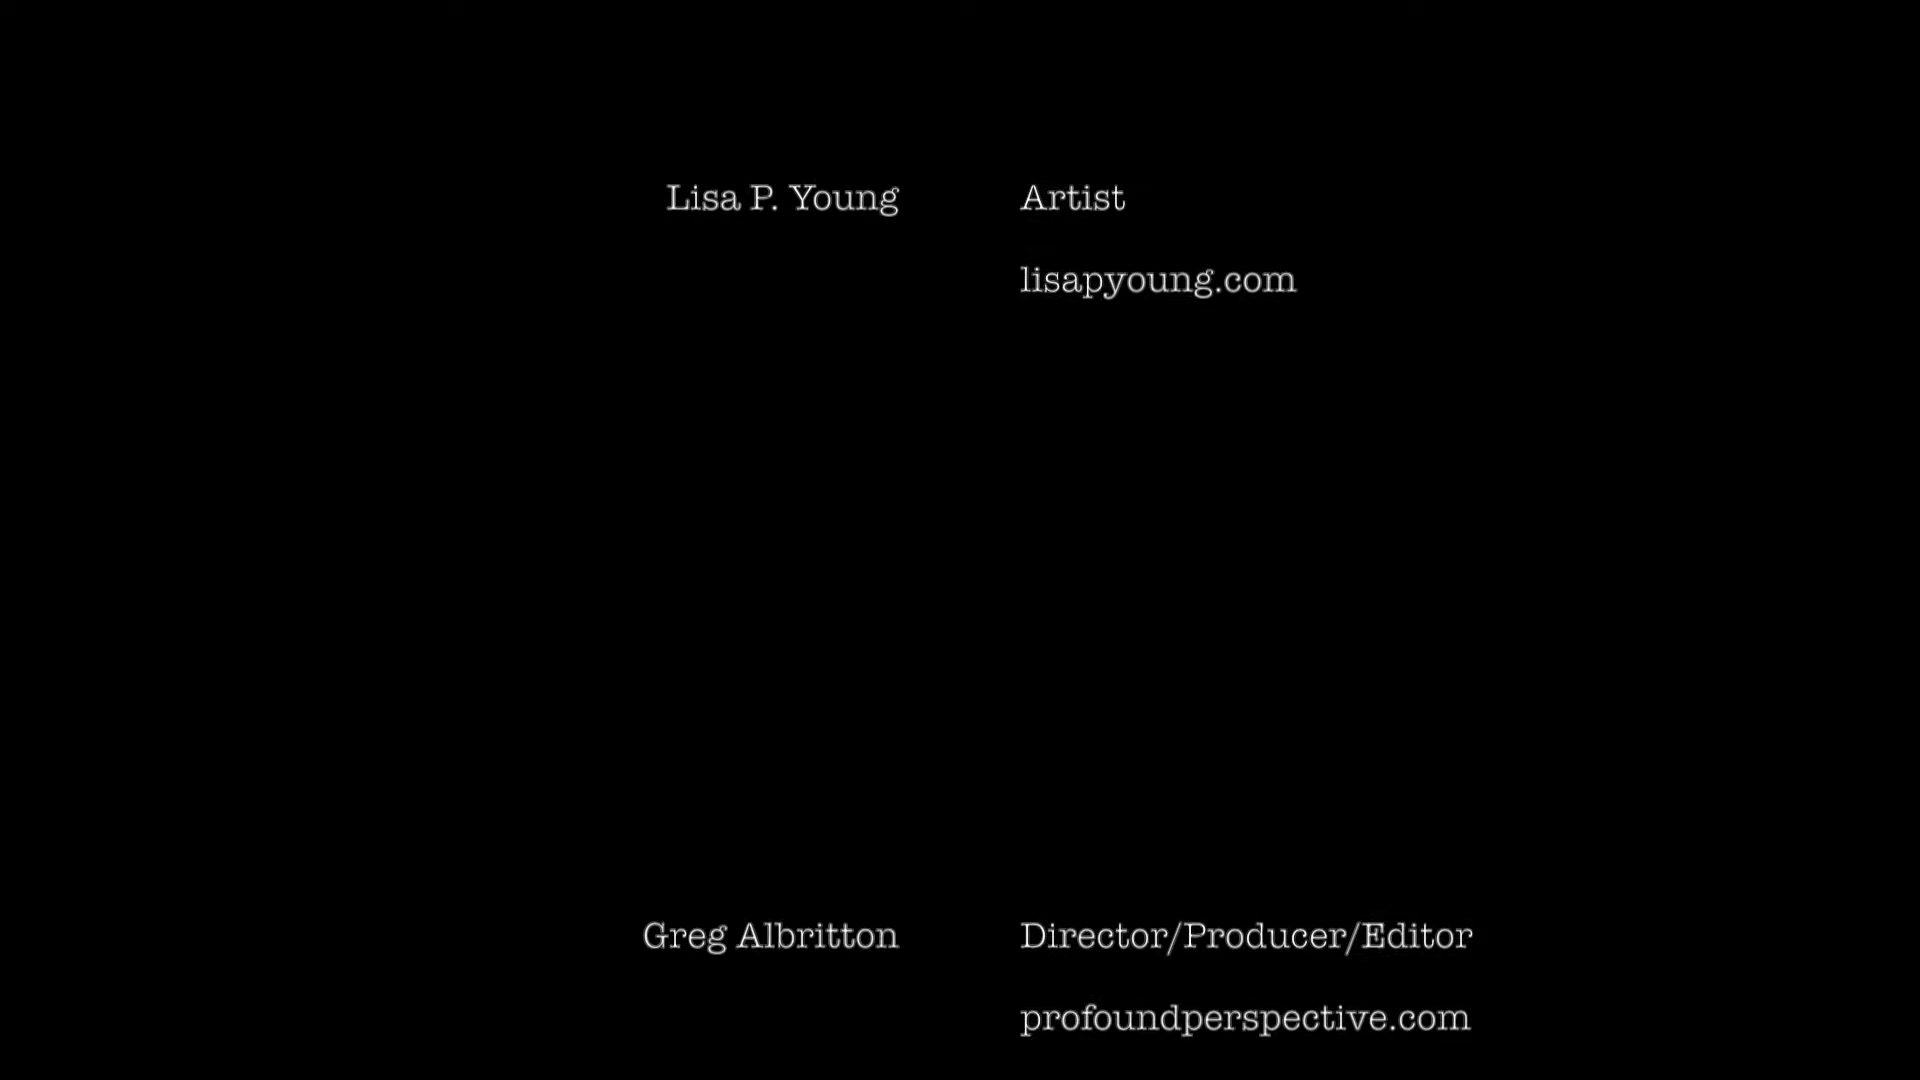 Lisa P. Young Artist
lisapyoung.com
Greg Albritton Director/Producer/Editor
profoundperspective.com